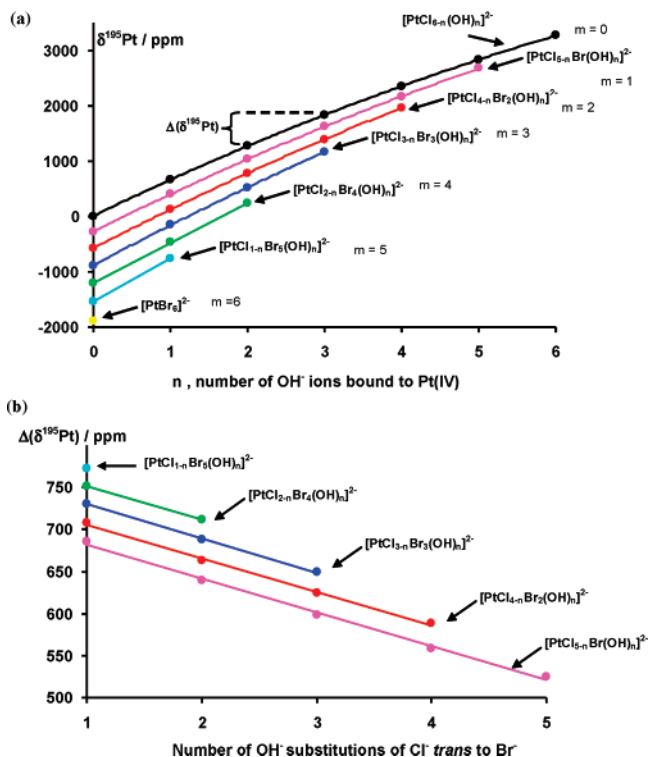 (a)
δ¹⁹⁵Pt / ppm
[PtCl₆₋ₙ(OH)ₙ]²⁻ m = 0
3000
[PtCl₅₋ₙBr(OH)ₙ]²⁻
m = 1
2000
[PtCl₄₋ₙBr₂(OH)ₙ]²⁻ m = 2
Δ(δ¹⁹⁵Pt)
[PtCl₃₋ₙBr₃(OH)ₙ]²⁻ m = 3
1000
[PtCl₂₋ₙBr₄(OH)ₙ]²⁻ m = 4
0
[PtCl₁₋ₙBr₅(OH)ₙ]²⁻ m = 5
-1000
[PtBr₆]²⁻ m =6
-2000
0 1 2 3 4 5 6
n , number of OH⁻ ions bound to Pt(IV)
(b)
Δ(δ¹⁹⁵Pt) / ppm
[PtCl₁₋ₙBr₅(OH)ₙ]²⁻
750
[PtCl₂₋ₙBr₄(OH)ₙ]²⁻
700
[PtCl₃₋ₙBr₃(OH)ₙ]²⁻
650
[PtCl₄₋ₙBr₂(OH)ₙ]²⁻
600
[PtCl₅₋ₙBr(OH)ₙ]²⁻
550
500
1 2 3 4 5
Number of OH⁻ substitutions of Cl⁻ trans to Br⁻